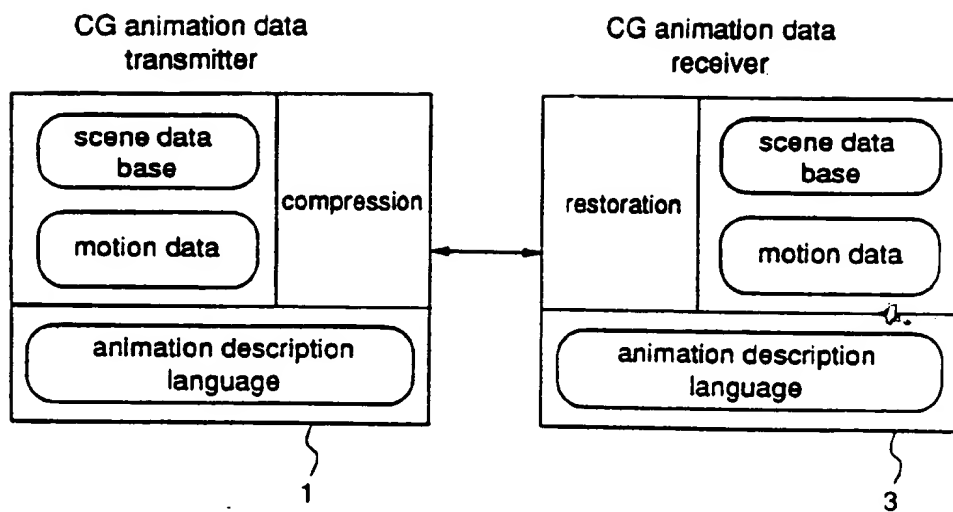 CG animation data
transmitter
scene data
base
motion data
compression
animation description
language
1
CG animation data
receiver
restoration
scene data
base
motion data
animation description
language
3